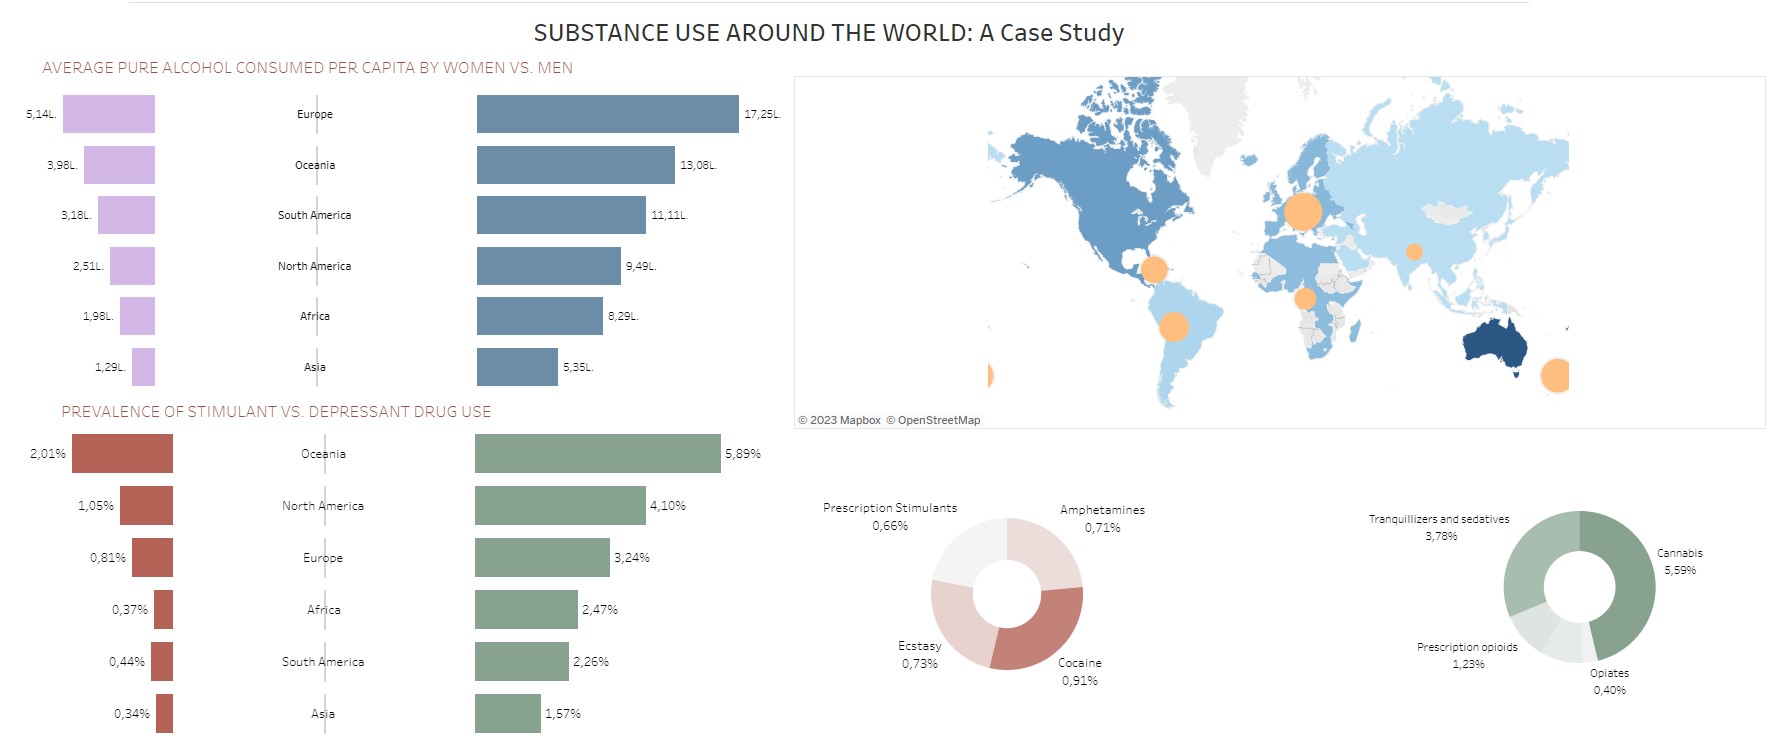 SUBSTANCE USE AROUND THE WORLD: A Case Study
AVERAGE PURE ALCOHOL CONSUMED PER CAPITA BY WOMEN VS. MEN
5,14L. Europe 17,25L.
3,98L. Oceania 13,08L.
3,18L. South America 11,11L.
2,51L. North America 9,49L.
1,98L. Africa 8,29L.
1,29L. Asia 5,35L.
PREVALENCE OF STIMULANT VS. DEPRESSANT DRUG USE
2,01% Oceania 5,89%
1,05% North America 4,10%
0,81% Europe 3,24%
0,37% Africa 2,47%
0,44% South America 2,26%
0,34% Asia 1,57%
© 2023 Mapbox © OpenStreetMap
Prescription Stimulants
0,66%
Amphetamines
0,71%
Ecstasy
0,73%
Cocaine
0,91%
Tranquillizers and sedatives
3,78%
Cannabis
5,59%
Prescription opioids
1,23%
Opiates
0,40%